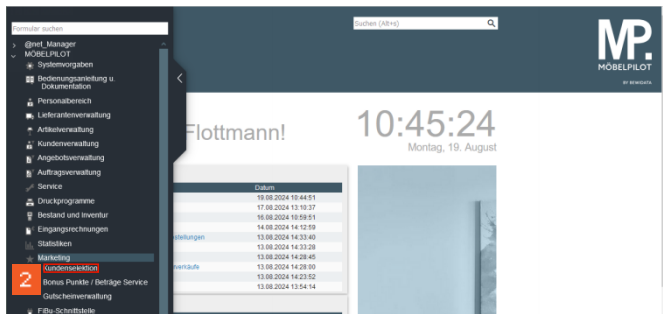 Formular suchen
@net_Manager
MÖBELPILOT
Systemvorgaben
Bedienungsanleitung u.
Dokumentation
Personalbereich
Lieferantenverwaltung
Artikelverwaltung
Kundenverwaltung
Angebotsverwaltung
Auftragsverwaltung
Service
Druckprogramme
Bestand und Inventur
Eingangsrechnungen
Statistiken
Marketing
Kundenselektion
2
Bonus Punkte / Beträge Service
Gutscheinverwaltung
FiBu-Schnittstelle
Suchen (Alt+s)
MP.
MÖBELPILOT
BY BEMIDATA
Flottmann!
10:45:24
Montag, 19. August
Datum
19.08.2024 10:44:51
17.08.2024 13:10:37
16.08.2024 10:59:51
14.08.2024 14:12:59
estellungen 13.08.2024 14:33:40
13.08.2024 14:33:28
13.08.2024 14:28:45
verkäufe 13.08.2024 14:28:00
13.08.2024 14:23:52
13.08.2024 13:54:14